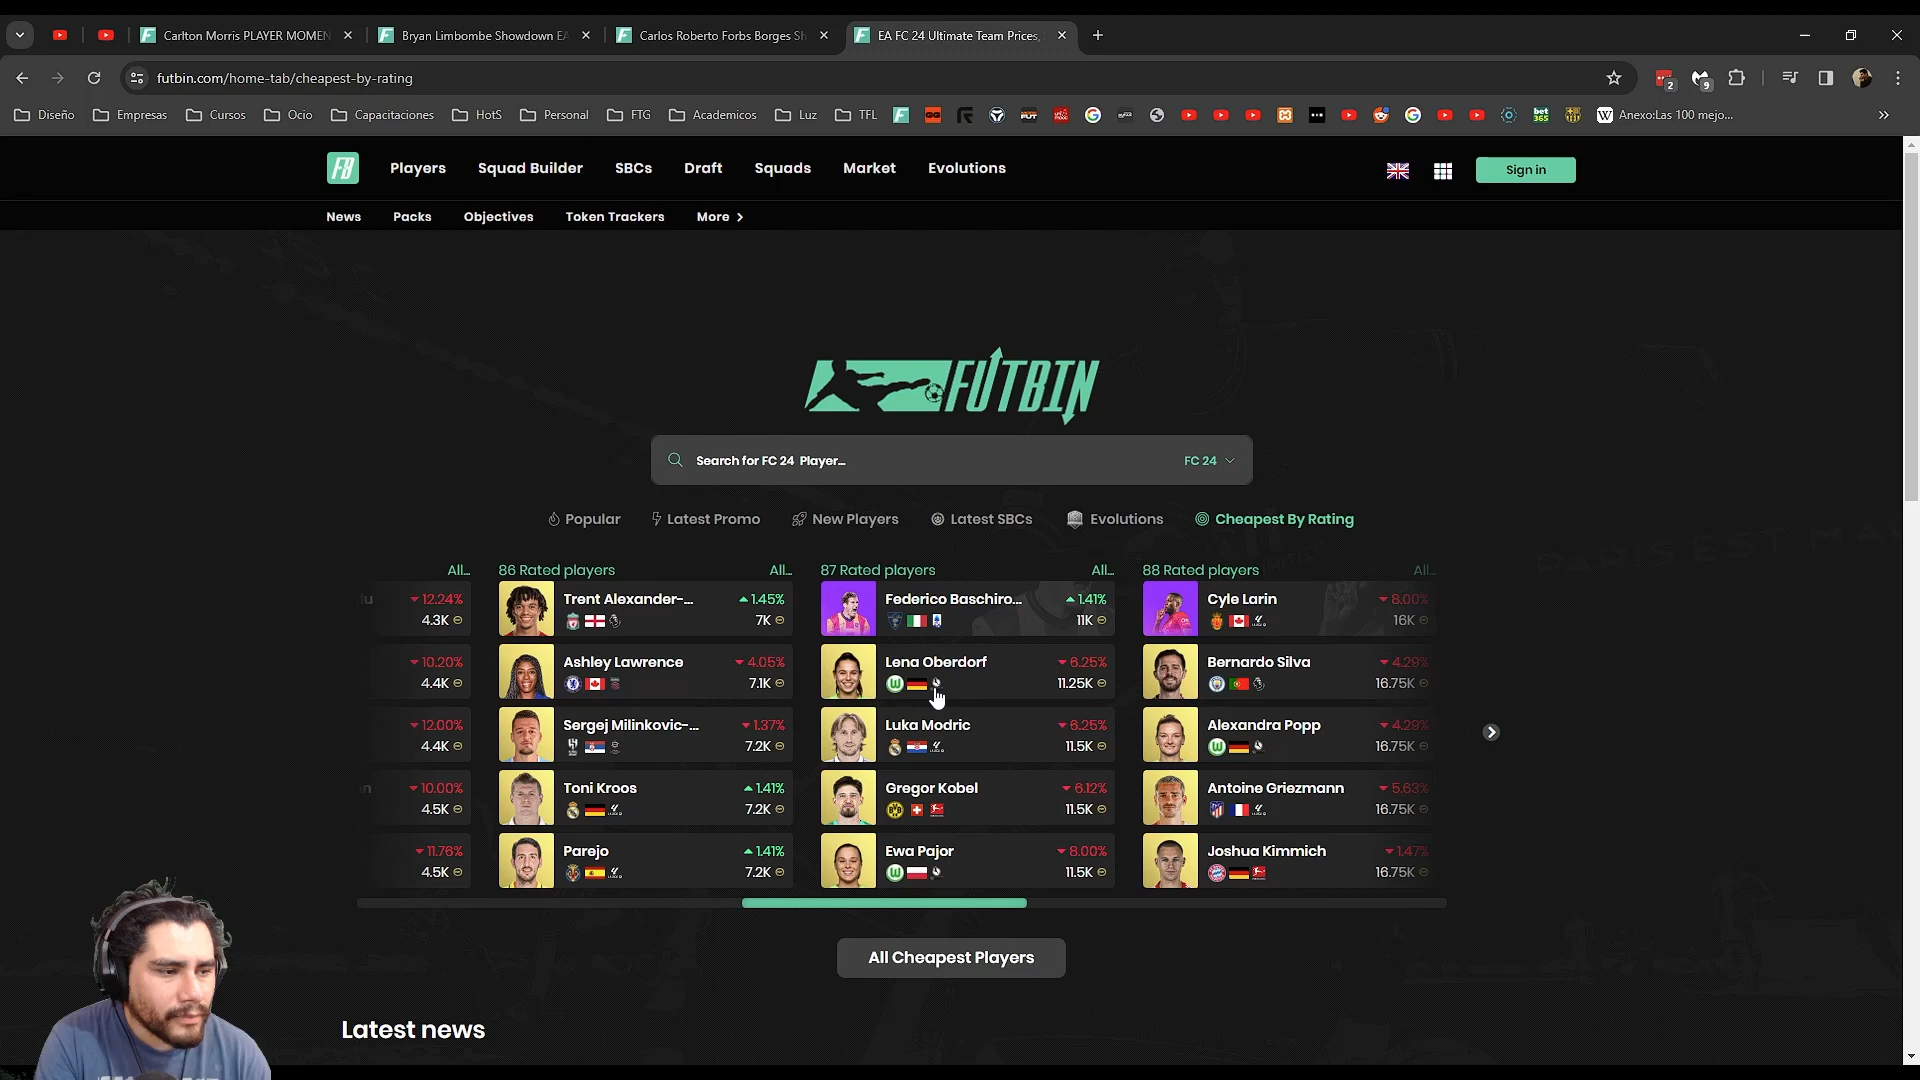 Carlton Morris PLAYER MOMEN
Bryan Limbombe Showdown EA
Carlos Roberto Forbs Borges Sh
EA FC 24 Ultimate Team Prices,
futbin.com/home-tab/cheapest-by-rating
2
9
Diseño
Empresas
Cursos
Ocio
Capacitaciones
HotS
Personal
FTG
Academicos
Luz
TFL
Anexo:Las 100 mejo...
Players
Squad Builder
SBCs
Draft
Squads
Market
Evolutions
Sign in
News
Packs
Objectives
Token Trackers
More
FUTBIN
Search for FC 24 Player...
FC 24
Popular
Latest Promo
New Players
Latest SBCs
Evolutions
Cheapest By Rating
All...
12.24%
4.3K
10.20%
4.4K
12.00%
4.4K
10.00%
4.5K
11.76%
4.5K
86 Rated players
All...
Trent Alexander-...
1.45%
7K
Ashley Lawrence
4.05%
7.1K
Sergej Milinkovic-...
1.37%
7.2K
Toni Kroos
1.41%
7.2K
Parejo
1.41%
7.2K
87 Rated players
All...
Federico Baschiro...
1.41%
11K
Lena Oberdorf
6.25%
11.25K
Luka Modric
6.25%
11.5K
Gregor Kobel
6.12%
11.5K
Ewa Pajor
8.00%
11.5K
88 Rated players
All...
Cyle Larin
8.00%
16K
Bernardo Silva
4.29%
16.75K
Alexandra Popp
4.29%
16.75K
Antoine Griezmann
5.63%
16.75K
Joshua Kimmich
1.47%
16.75K
All Cheapest Players
Latest news